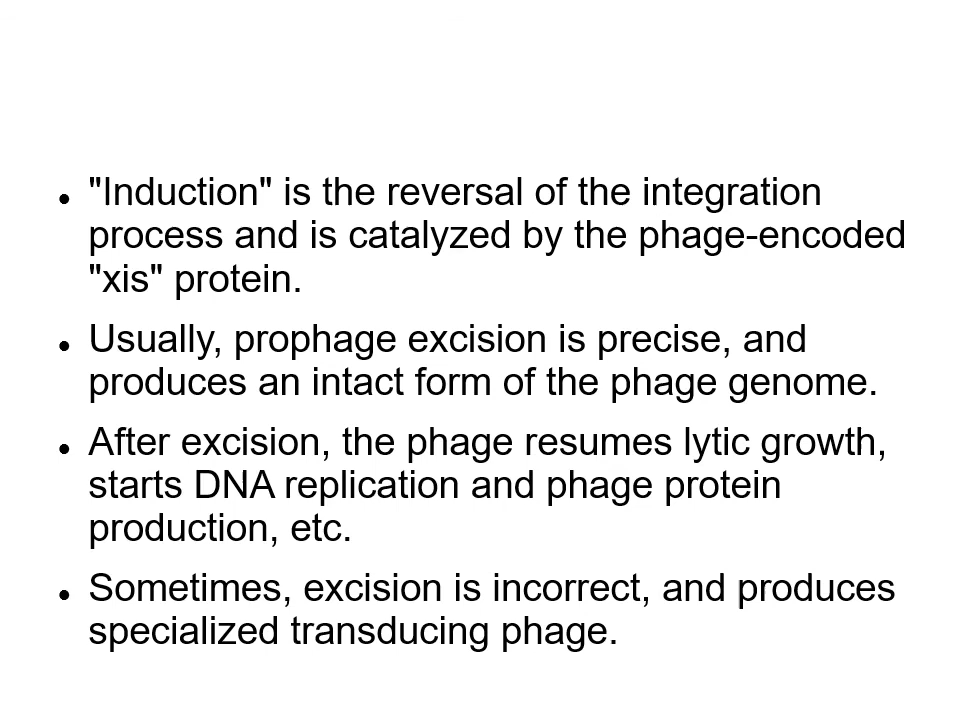 • "Induction" is the reversal of the integration
process and is catalyzed by the phage-encoded
"xis" protein.
• Usually, prophage excision is precise, and
produces an intact form of the phage genome.
• After excision, the phage resumes lytic growth,
starts DNA replication and phage protein
production, etc.
• Sometimes, excision is incorrect, and produces
specialized transducing phage.